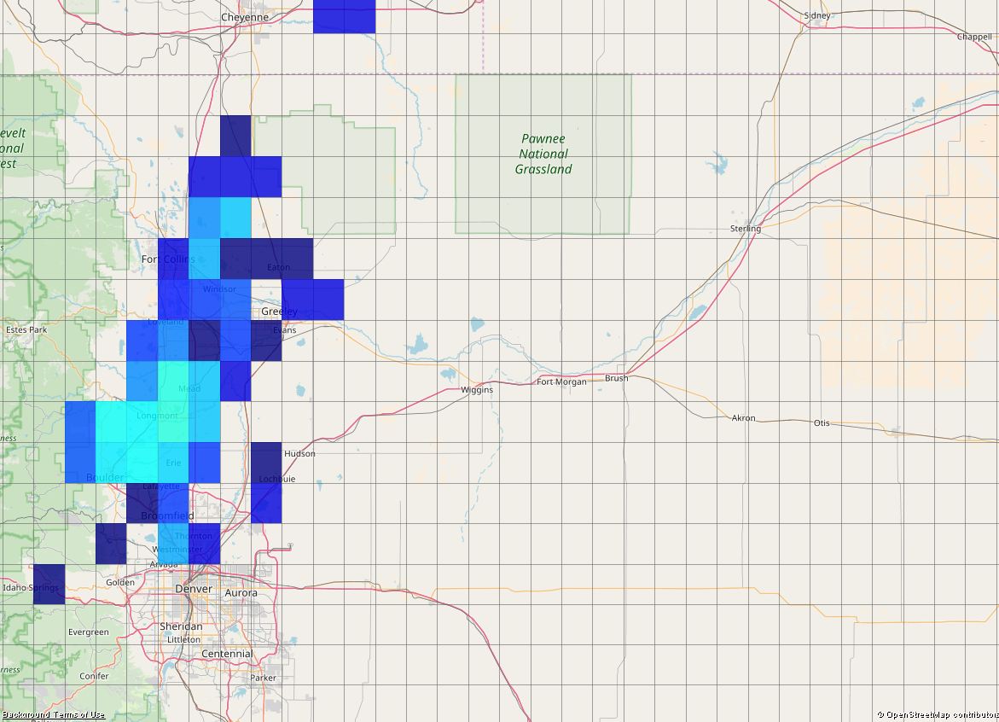 Cheyenne
Sidney
Chappell
evelt
onal
est
Pawnee
National
Grassland
Sterling
s
Fort Collins
Eaton
Windsor
Greeley
Loveland
Estes Park
Evans
Mead
Wiggins
Fort Morgan
Brush
Longmont
Akron
Otis
ness
Hudson
Erie
Boulder
Lochbuie
Lafayette
Broomfield
Thornton
Westminster
Arvada
Golden
Idaho Springs
Denver
Aurora
Sheridan
Evergreen
Littleton
Centennial
erness
Conifer
Parker
Background Terms of Use
© OpenStreetMap contributors